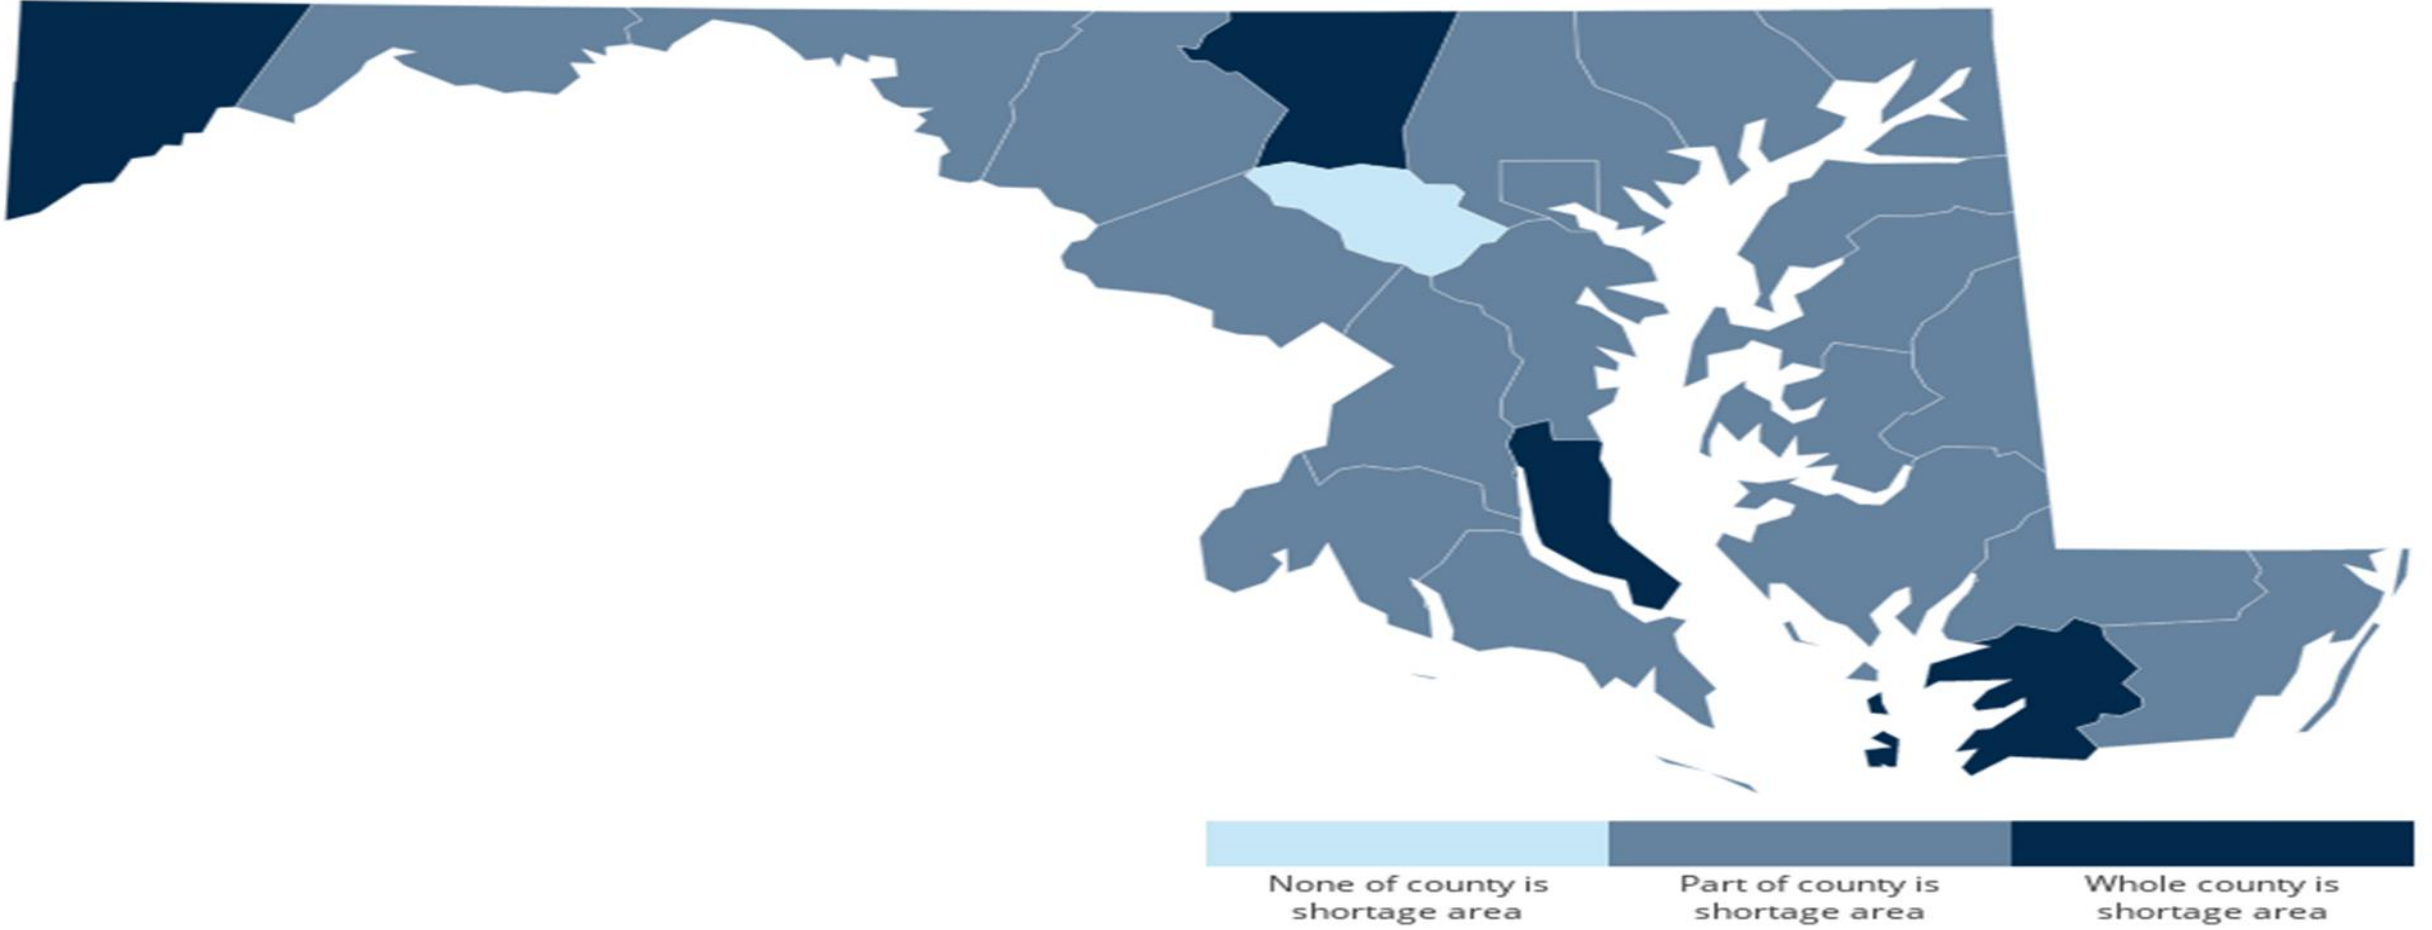 None of county is
shortage area
Part of county is
shortage area
Whole county is
shortage area